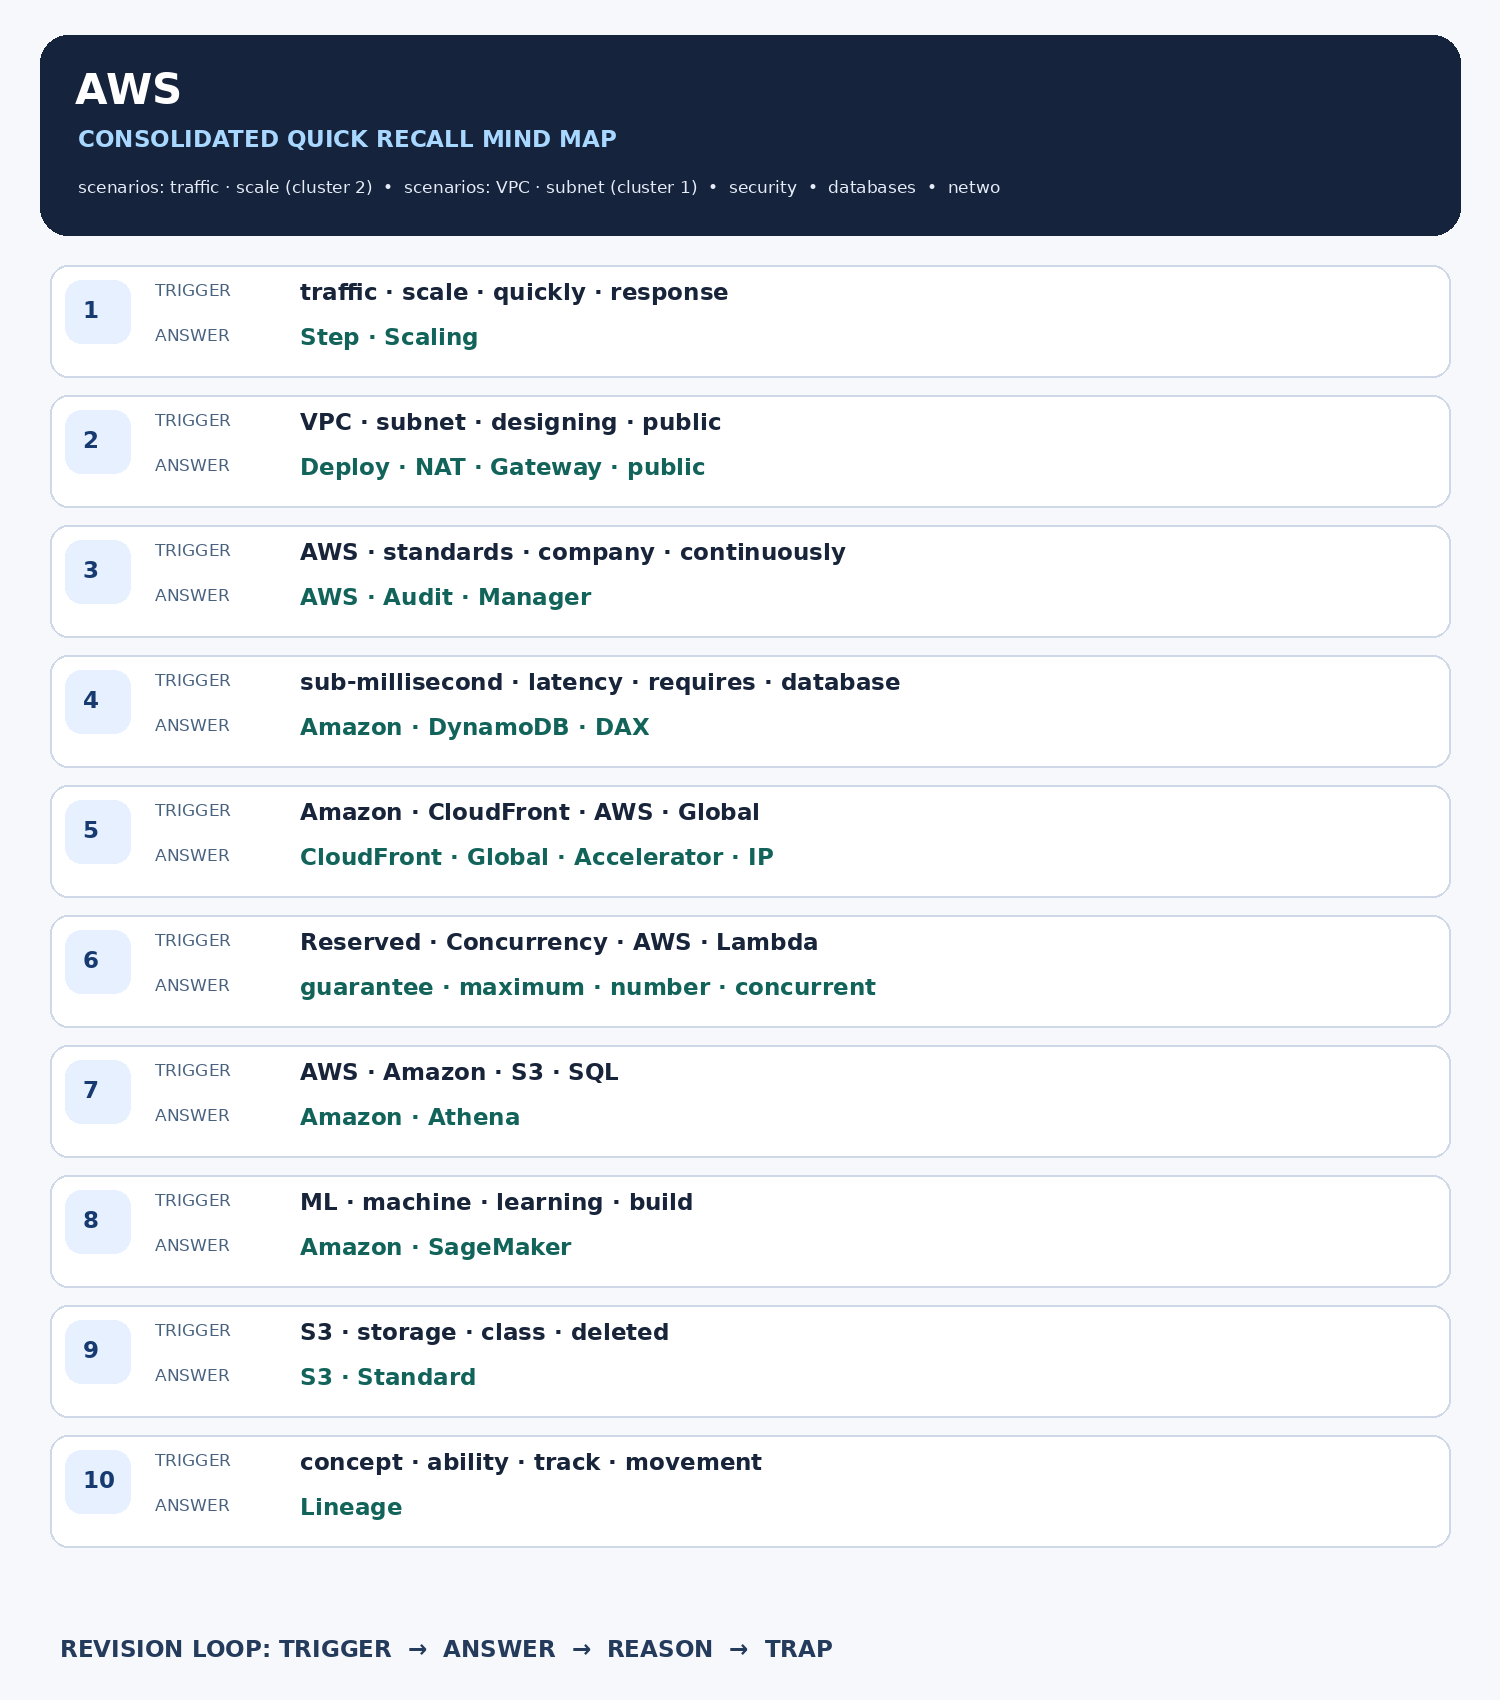 AWS
CONSOLIDATED QUICK RECALL MIND MAP
scenarios: traffic · scale (cluster 2) • scenarios: VPC · subnet (cluster 1) • security • databases • netwo
1
TRIGGER traffic · scale · quickly · response
ANSWER Step · Scaling
2
TRIGGER VPC · subnet · designing · public
ANSWER Deploy · NAT · Gateway · public
3
TRIGGER AWS · standards · company · continuously
ANSWER AWS · Audit · Manager
4
TRIGGER sub-millisecond · latency · requires · database
ANSWER Amazon · DynamoDB · DAX
5
TRIGGER Amazon · CloudFront · AWS · Global
ANSWER CloudFront · Global · Accelerator · IP
6
TRIGGER Reserved · Concurrency · AWS · Lambda
ANSWER guarantee · maximum · number · concurrent
7
TRIGGER AWS · Amazon · S3 · SQL
ANSWER Amazon · Athena
8
TRIGGER ML · machine · learning · build
ANSWER Amazon · SageMaker
9
TRIGGER S3 · storage · class · deleted
ANSWER S3 · Standard
10
TRIGGER concept · ability · track · movement
ANSWER Lineage
REVISION LOOP: TRIGGER → ANSWER → REASON → TRAP